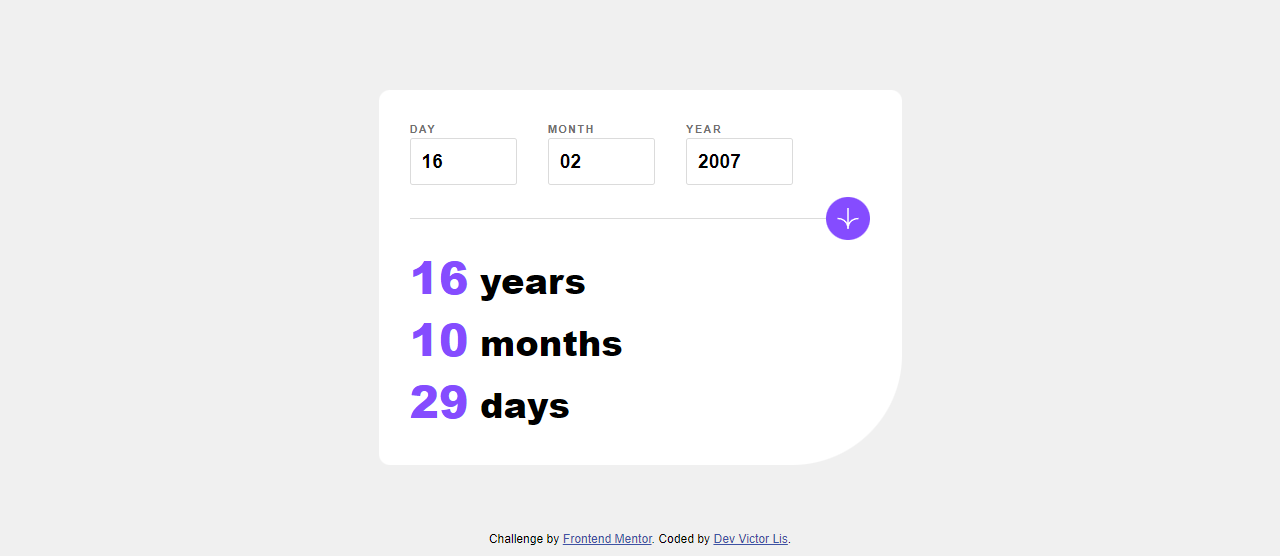 DAY MONTH YEAR
16 02 2007
16 years
10 months
29 days
Challenge by Frontend Mentor. Coded by Dev Victor Lis.